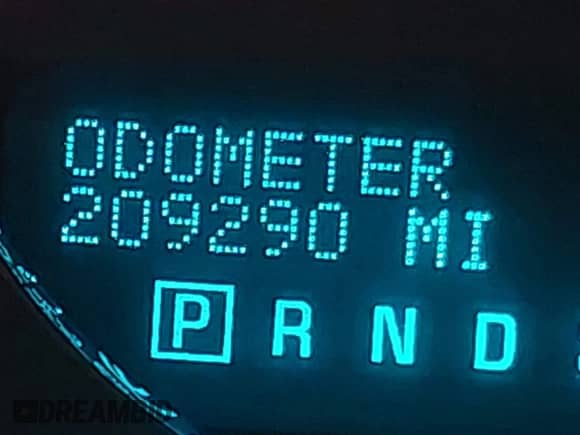 ODOMETER
209290 MI
P R N D
DREAMBID